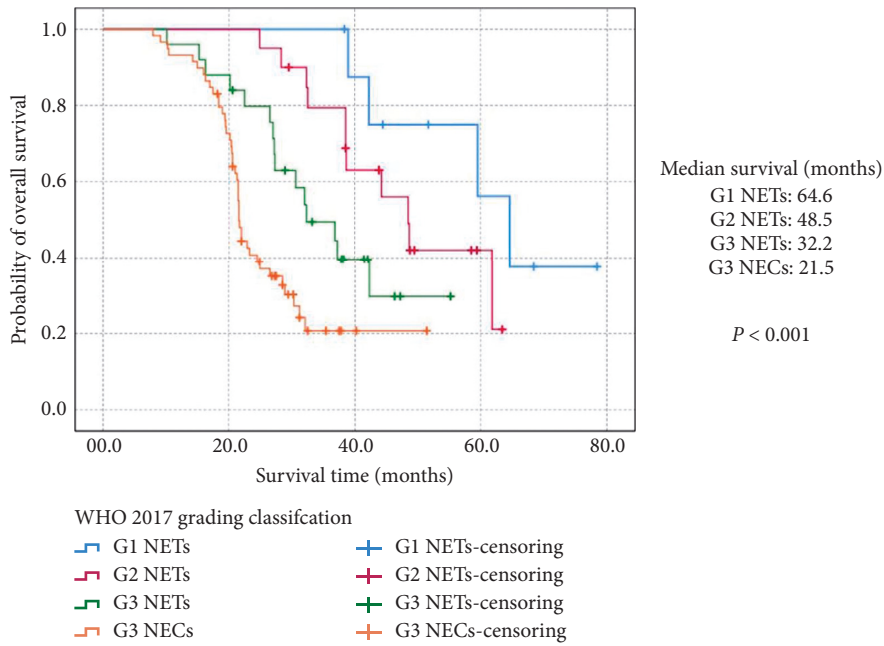 Probability of overall survival
1.0
0.8
0.6
0.4
0.2
0.0
00.0 20.0 40.0 60.0 80.0
Survival time (months)
Median survival (months)
G1 NETs: 64.6
G2 NETs: 48.5
G3 NETs: 32.2
G3 NECs: 21.5
P < 0.001
WHO 2017 grading classifcation
G1 NETs G1 NETs-censoring
G2 NETs G2 NETs-censoring
G3 NETs G3 NETs-censoring
G3 NECs G3 NECs-censoring